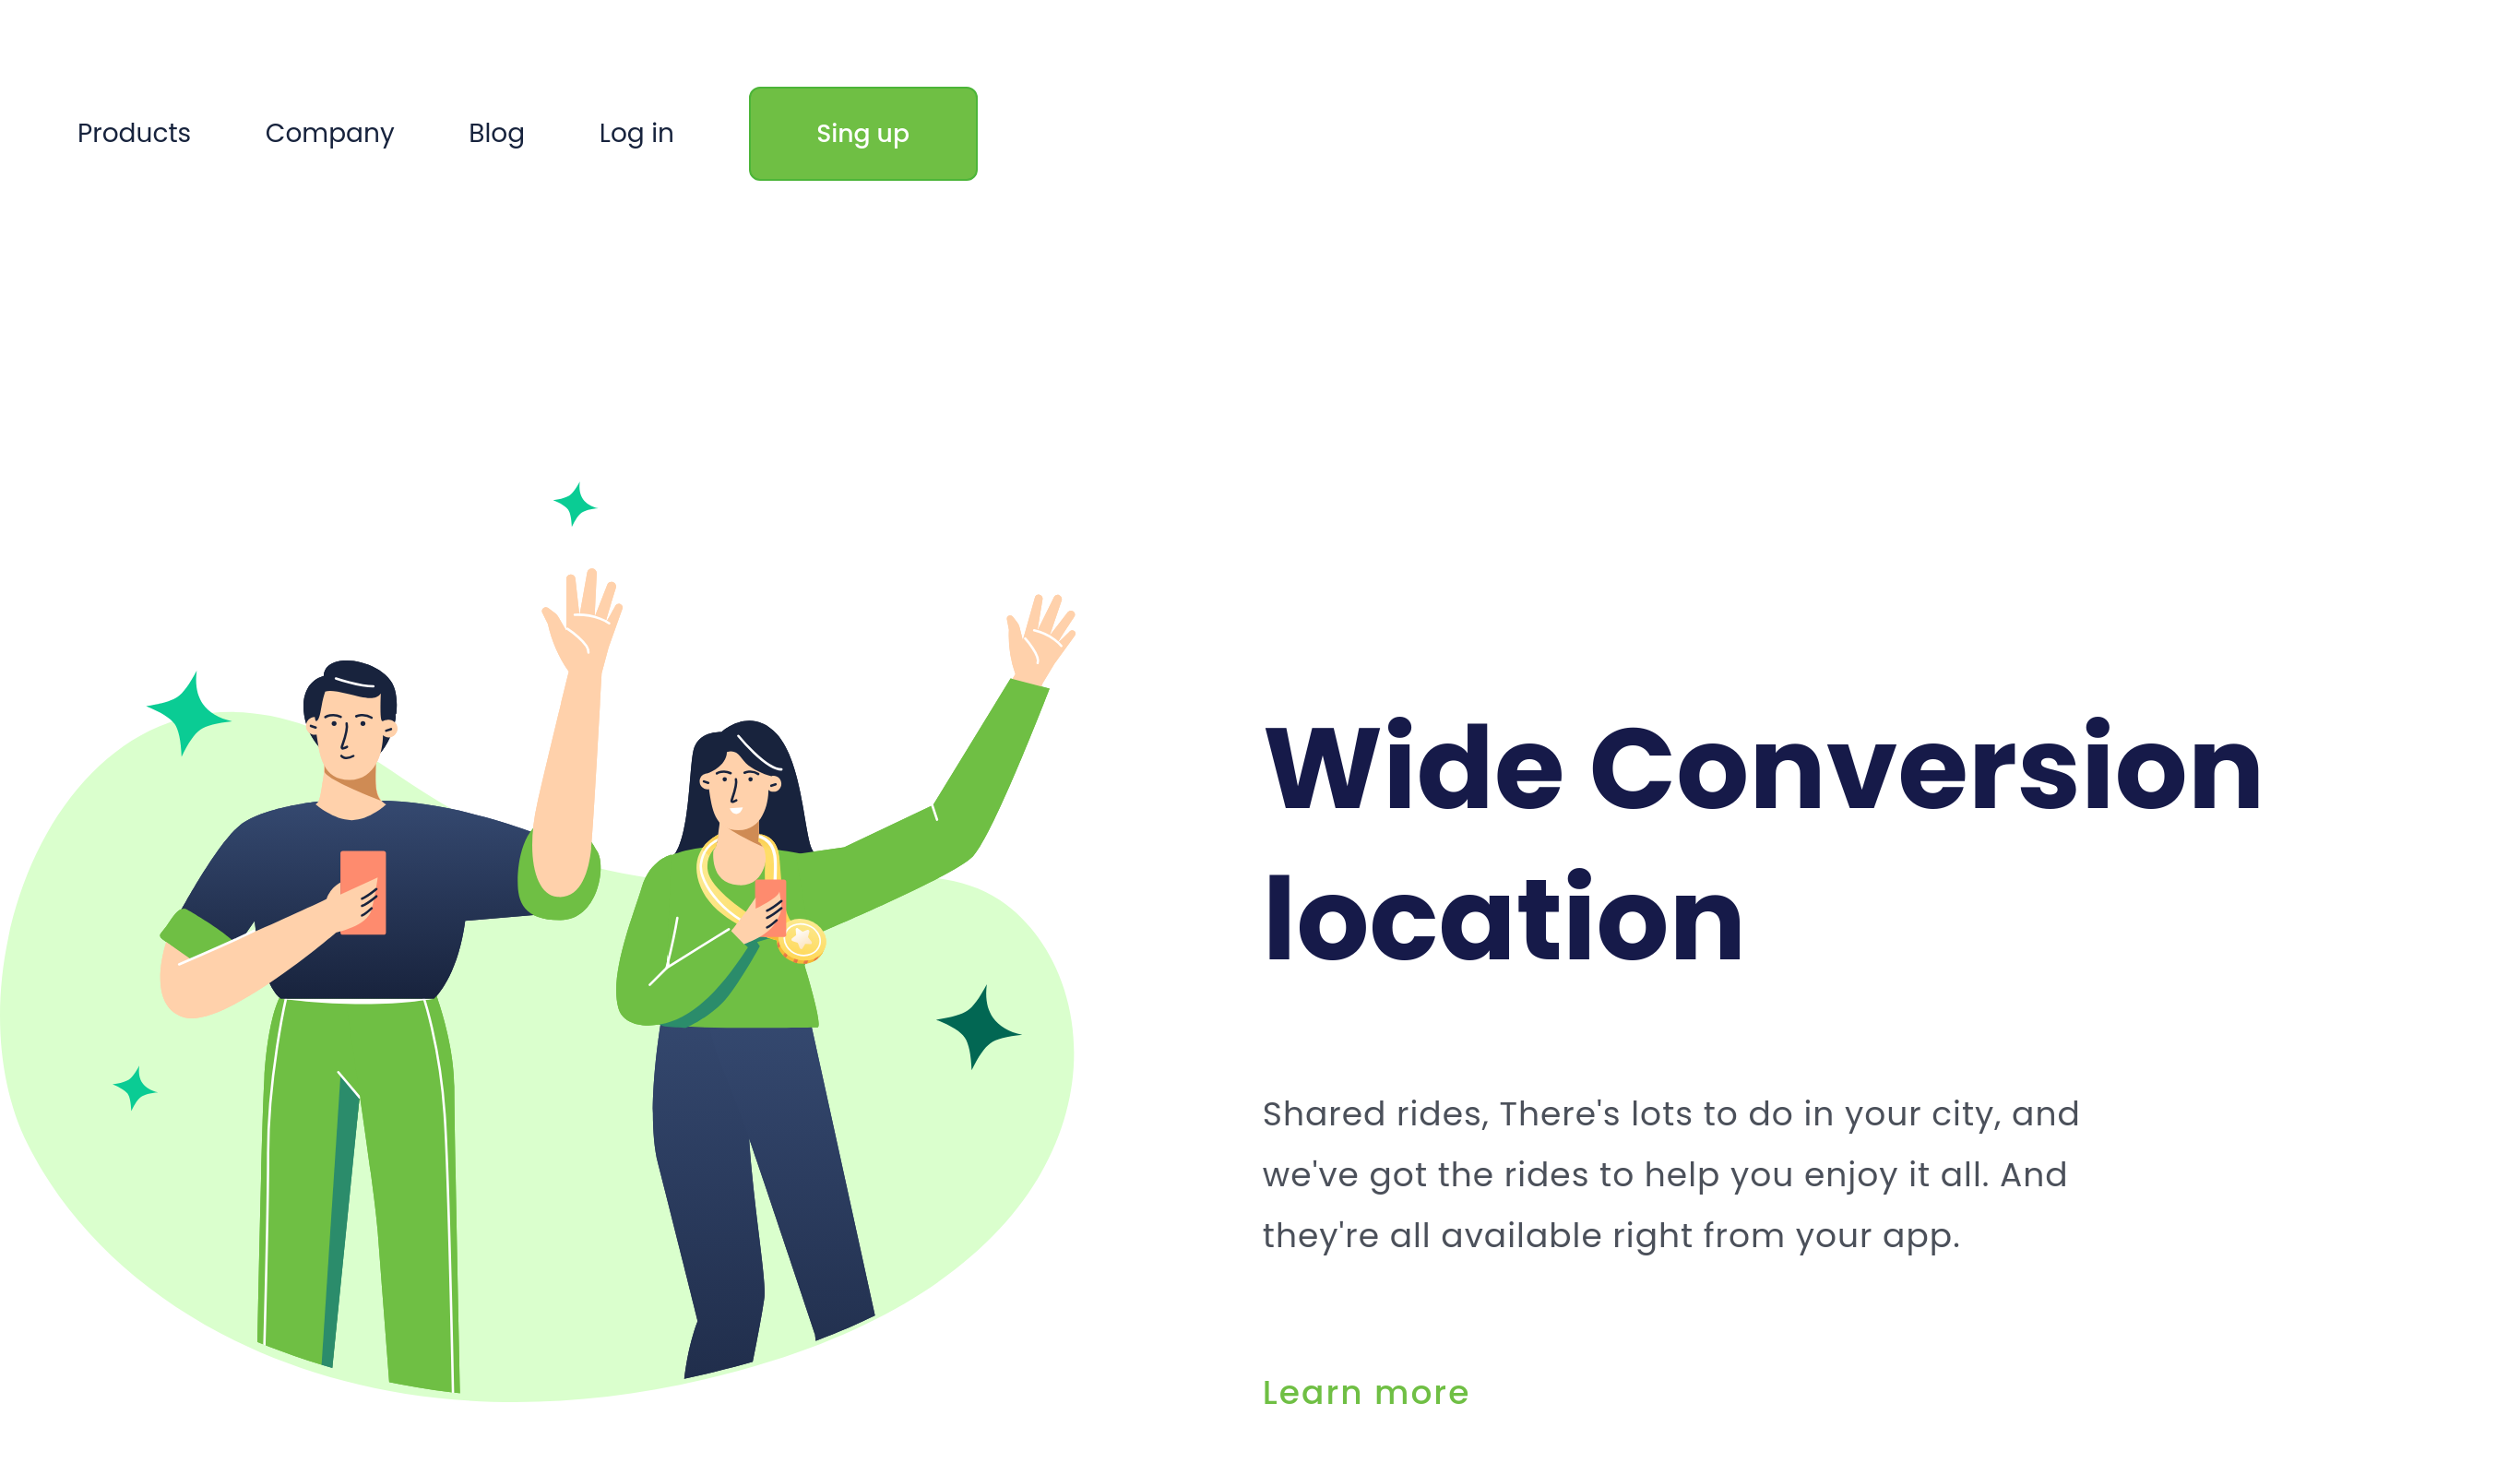 Products Company Blog Log in Sing up
Wide Conversion
location
Shared rides, There's lots to do in your city, and
we've got the rides to help you enjoy it all. And
they're all available right from your app.
Learn more